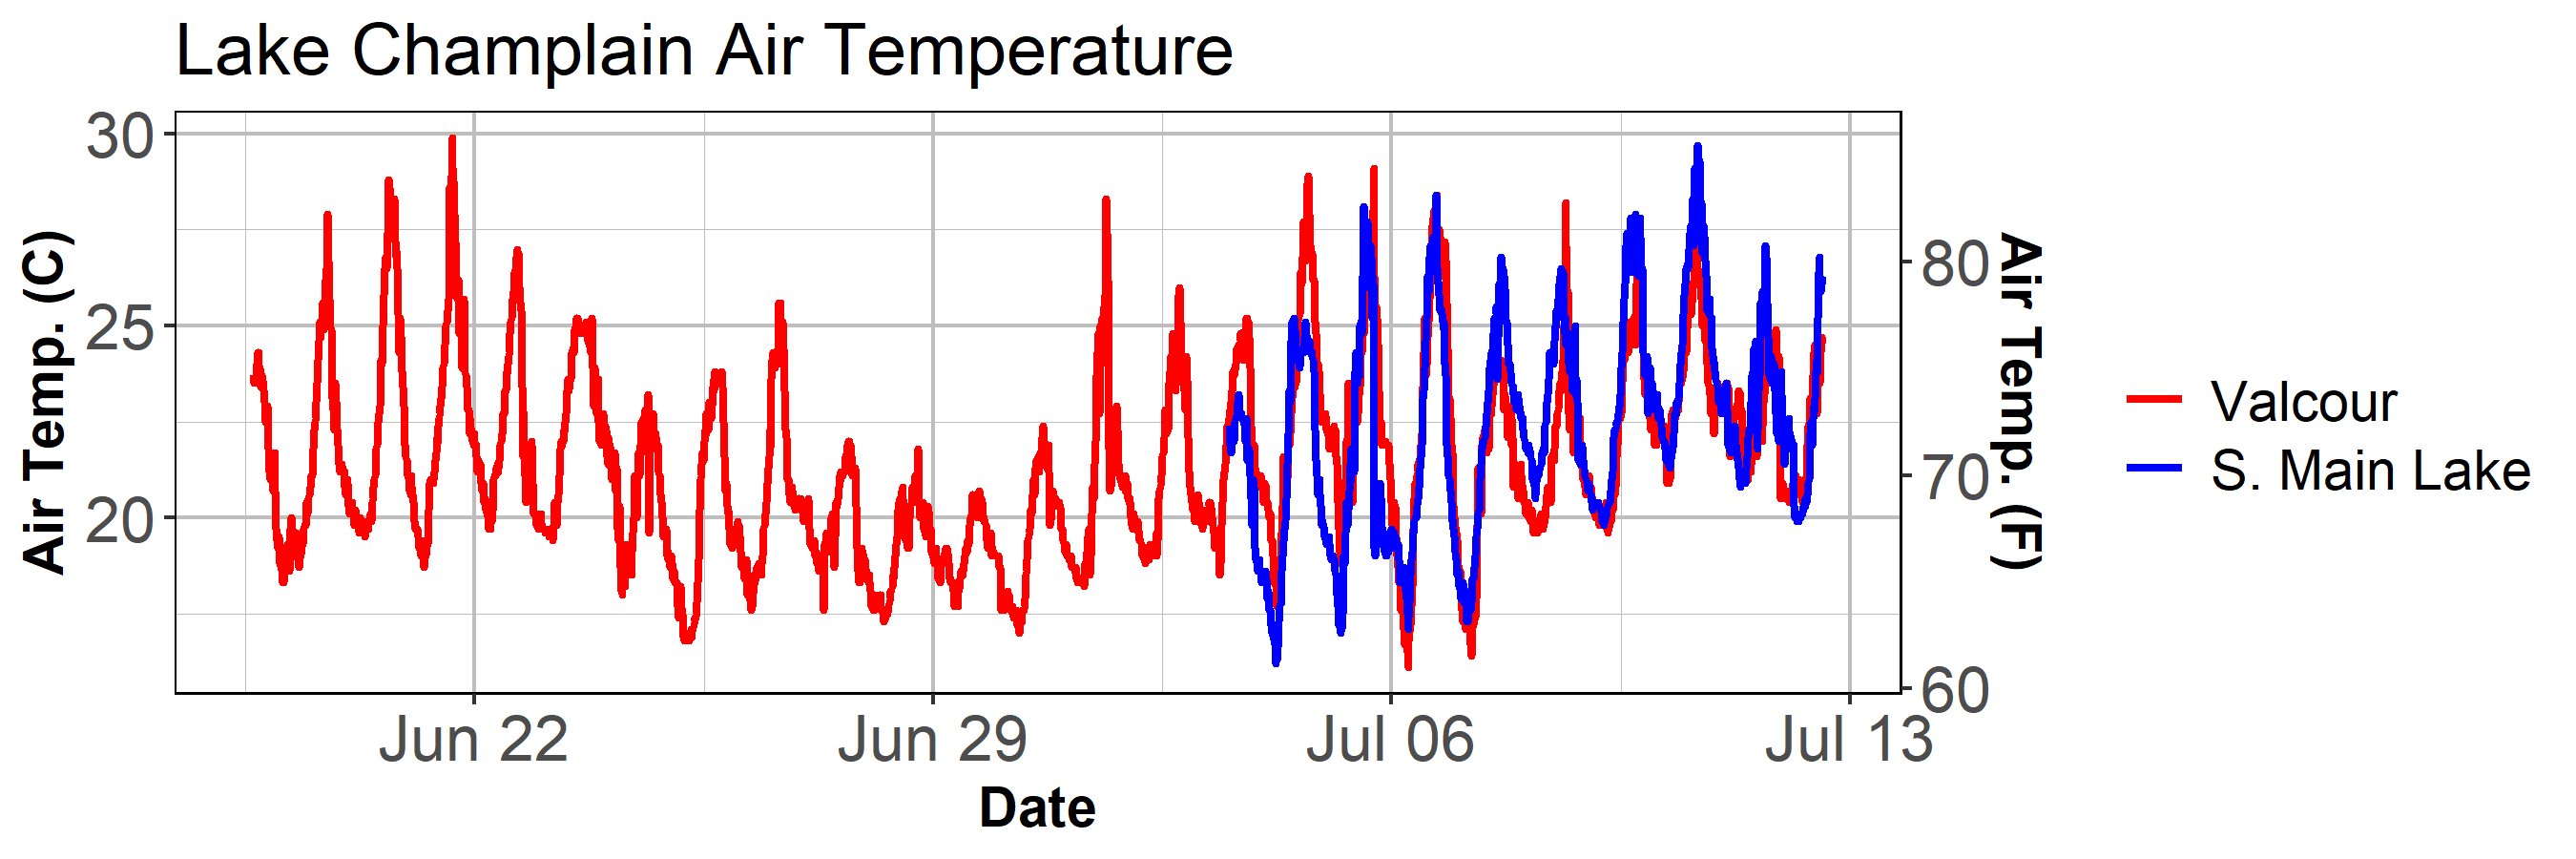 Lake Champlain Air Temperature
30
25
20
Air Temp. (C)
80
70
60
Air Temp. (F)
Jun 22
Jun 29
Jul 06
Jul 13
Date
Valcour
S. Main Lake